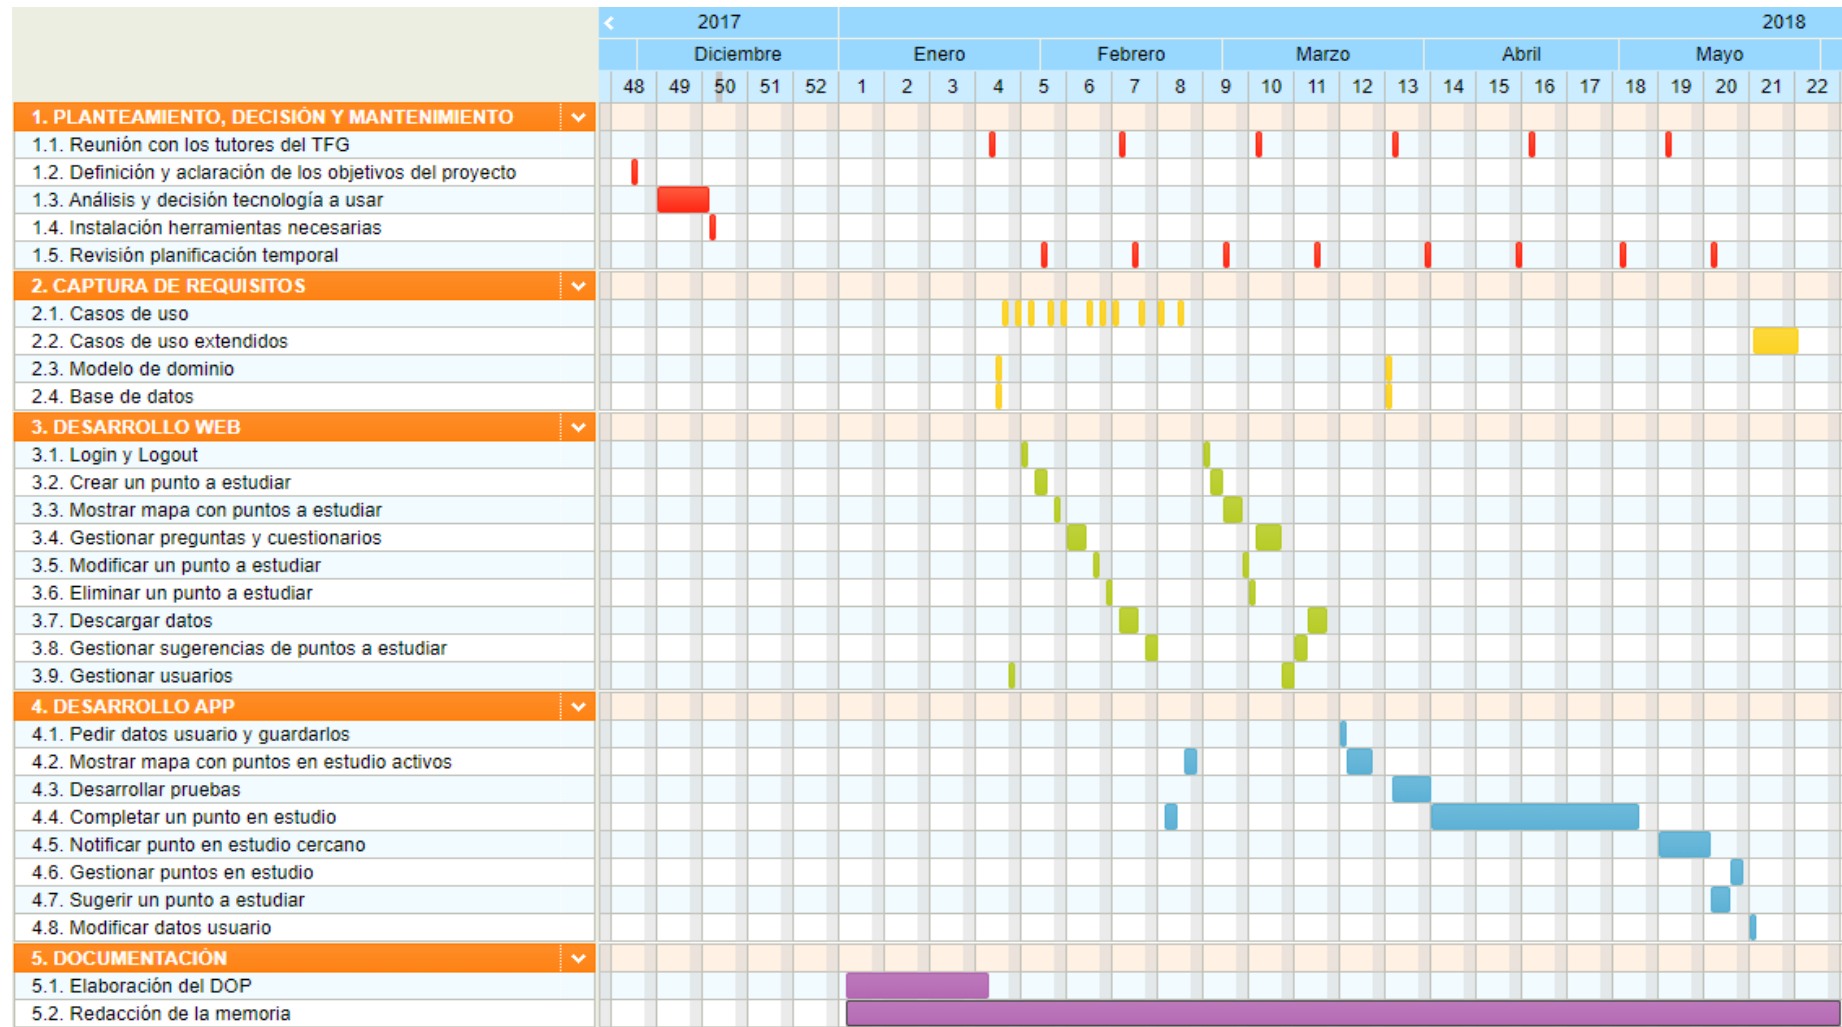 2017 2018
Diciembre Enero Febrero Marzo Abril Mayo
48 49 50 51 52 1 2 3 4 5 6 7 8 9 10 11 12 13 14 15 16 17 18 19 20 21 22
1. PLANTEAMIENTO, DECISIÓN Y MANTENIMIENTO
1.1. Reunión con los tutores del TFG
1.2. Definición y aclaración de los objetivos del proyecto
1.3. Análisis y decisión tecnología a usar
1.4. Instalación herramientas necesarias
1.5. Revisión planificación temporal
2. CAPTURA DE REQUISITOS
2.1. Casos de uso
2.2. Casos de uso extendidos
2.3. Modelo de dominio
2.4. Base de datos
3. DESARROLLO WEB
3.1. Login y Logout
3.2. Crear un punto a estudiar
3.3. Mostrar mapa con puntos a estudiar
3.4. Gestionar preguntas y cuestionarios
3.5. Modificar un punto a estudiar
3.6. Eliminar un punto a estudiar
3.7. Descargar datos
3.8. Gestionar sugerencias de puntos a estudiar
3.9. Gestionar usuarios
4. DESARROLLO APP
4.1. Pedir datos usuario y guardarlos
4.2. Mostrar mapa con puntos en estudio activos
4.3. Desarrollar pruebas
4.4. Completar un punto en estudio
4.5. Notificar punto en estudio cercano
4.6. Gestionar puntos en estudio
4.7. Sugerir un punto a estudiar
4.8. Modificar datos usuario
5. DOCUMENTACIÓN
5.1. Elaboración del DOP
5.2. Redacción de la memoria